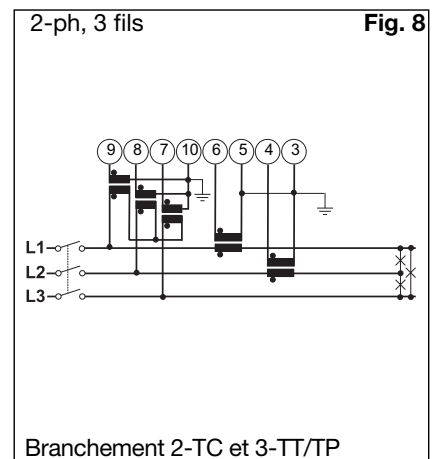 2-ph, 3 fils Fig. 8
9 8 7 10 6 5 4 3
L1
L2
L3
Branchement 2-TC et 3-TT/TP